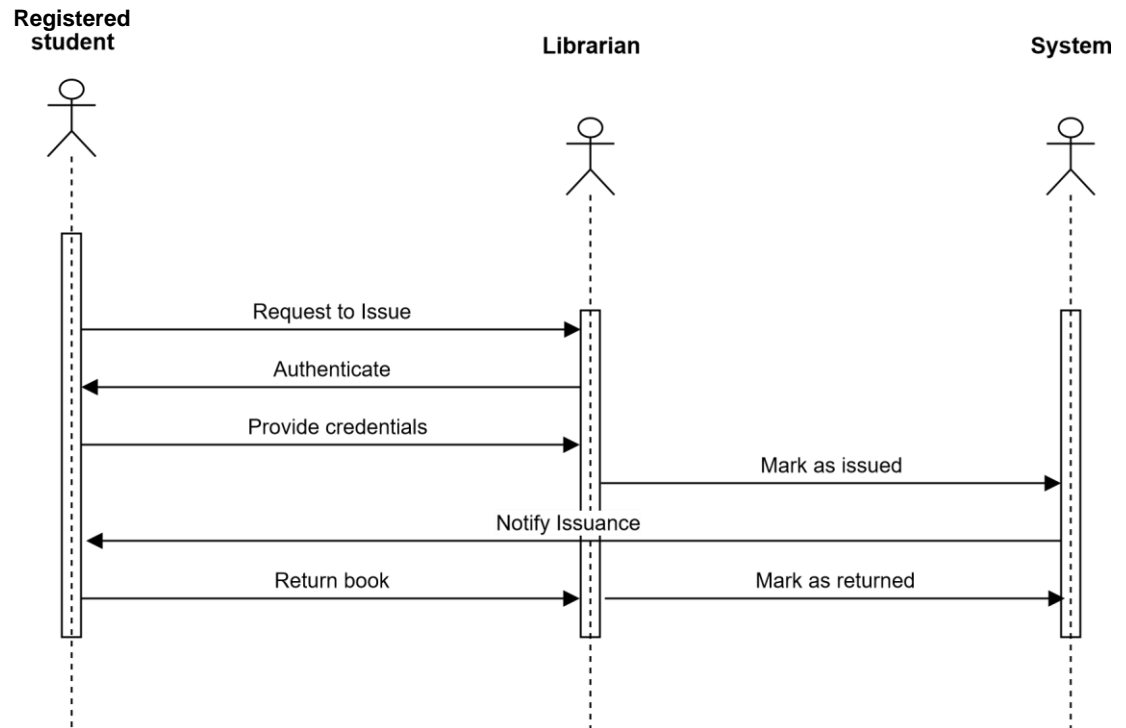 Registered
student
Librarian
System
Request to Issue
Authenticate
Provide credentials
Mark as issued
Notify Issuance
Return book
Mark as returned